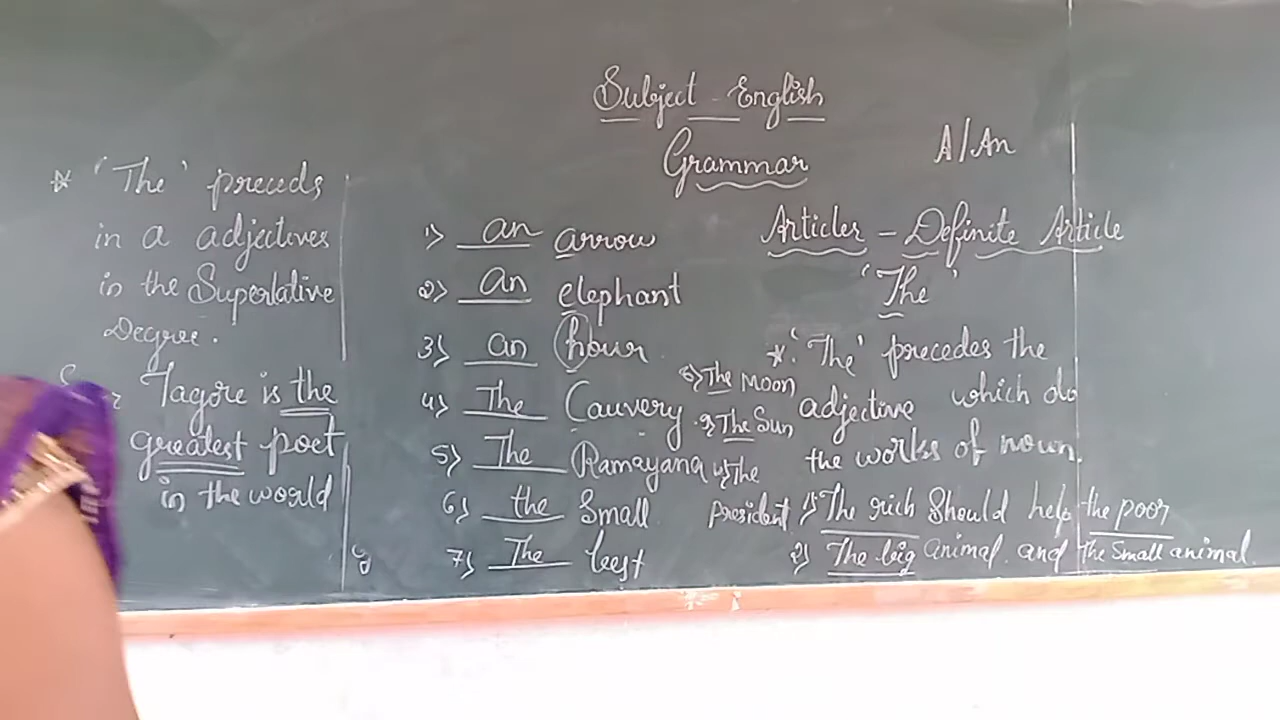 Subject - English
Grammar
A/An
* 'The' preceds
in a adjectives
in the Superlative
Degree.
Tagore is the
greatest poet
in the world
1) an arrow
2) an elephant
3) an hour
4) The Cauvery
5) The Ramayana
6) the Small
7) The best
8) The Moon
9) The Sun
The
President
Articles - Definite Article
'The'
* 'The' precedes the
adjective which do
the works of noun.
1) The rich Should help the poor
2) The big animal and The Small animal.